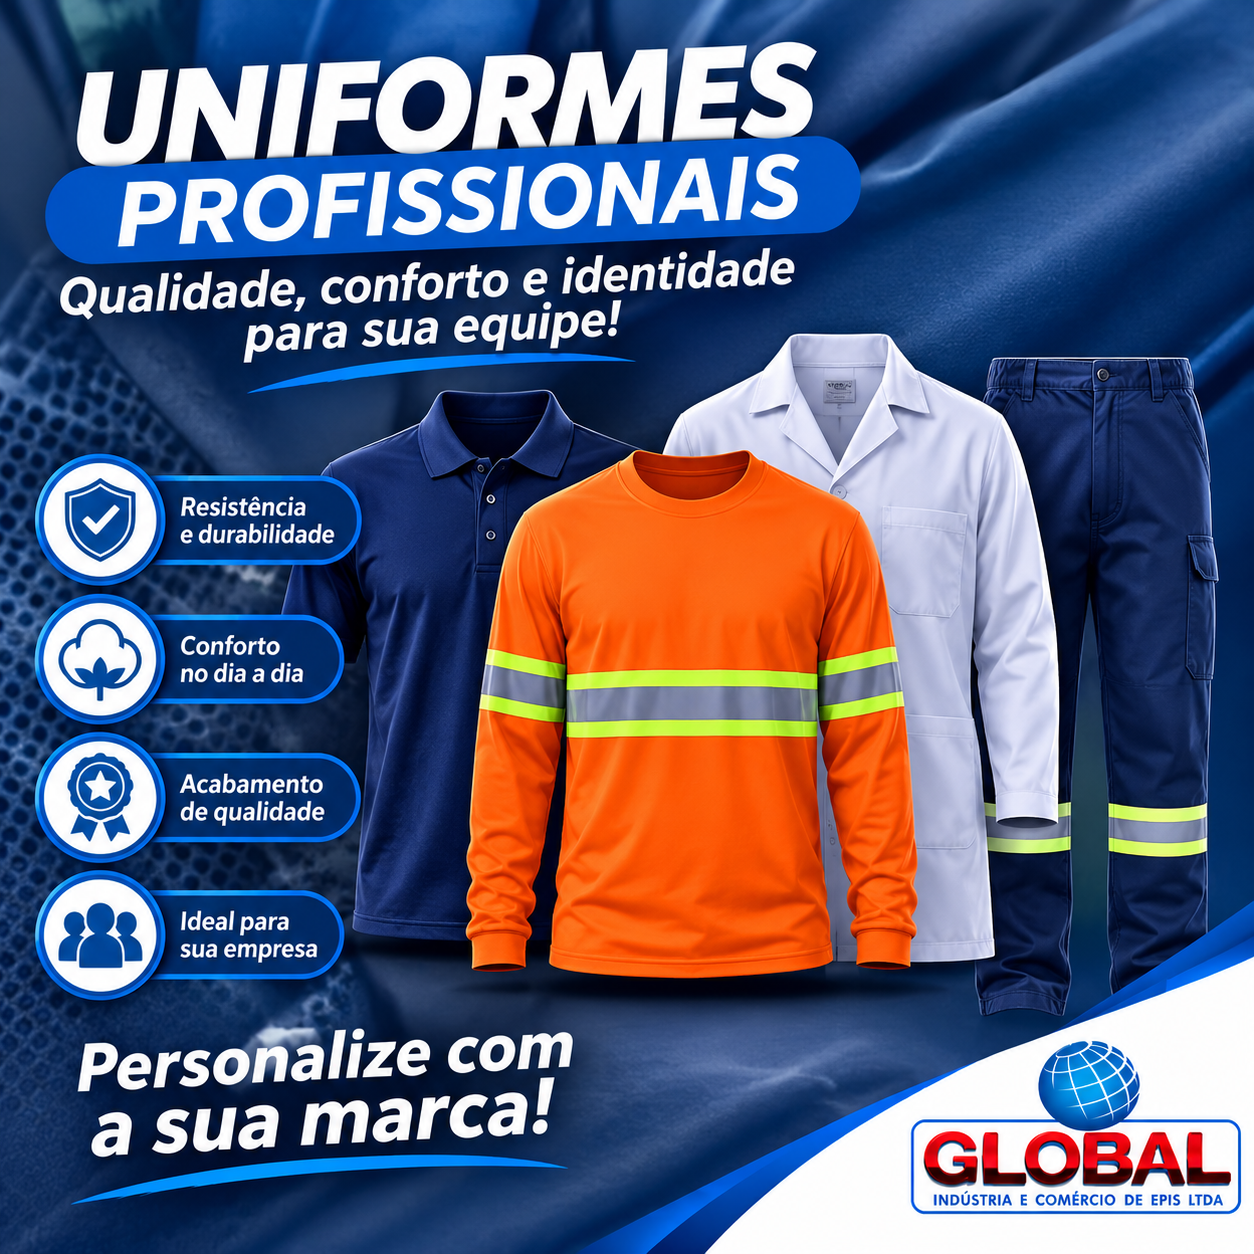 UNIFORMES
PROFISSIONAIS
Qualidade, conforto e identidade
para sua equipe!
Resistência
e durabilidade
Conforto
no dia a dia
Acabamento
de qualidade
Ideal para
sua empresa
Personalize com
a sua marca!
GLOBAL
INDÚSTRIA E COMÉRCIO DE EPIS LTDA